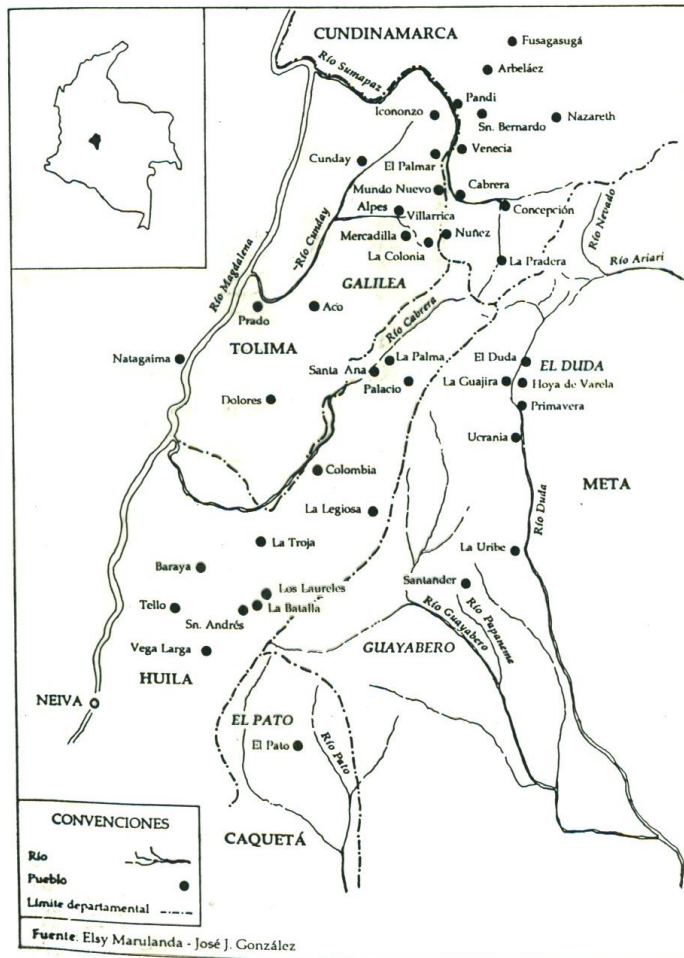 CUNDINAMARCA
Fusagasugá
Río Sumapaz
Arbeláez
Pandi
Iconónzo
Sn. Bernardo
Nazareth
Cunday
Venecia
El Palmar
Mundo Nuevo
Cabrera
Alpes
Villarrica
Concepción
Río Nevado
Mercadilla
Nuñez
Río Cunday
La Colonia
La Pradera
Río Ariari
Río Magdalena
GALILEA
Prado
Aco
Río Cabrera
TOLIMA
Natagaima
La Palma
El Duda
EL DUDA
Santa Ana
Palacio
La Guajira
Hoya de Varela
Dolores
Primavera
Ucrania
Colombia
META
La Legiosa
Río Duda
La Troja
La Uribe
Baraya
Santander
Los Laureles
Tello
Sn. Andrés
La Batalla
Río Guayabero
Río Papanema
Vega Larga
GUAYABERO
HUILA
NEIVA
EL PATO
El Pato
Río Pato
CAQUETÁ
CONVENCIONES
Río
Pueblo
Límite departamental
Fuente. Elsy Marulanda - José J. González